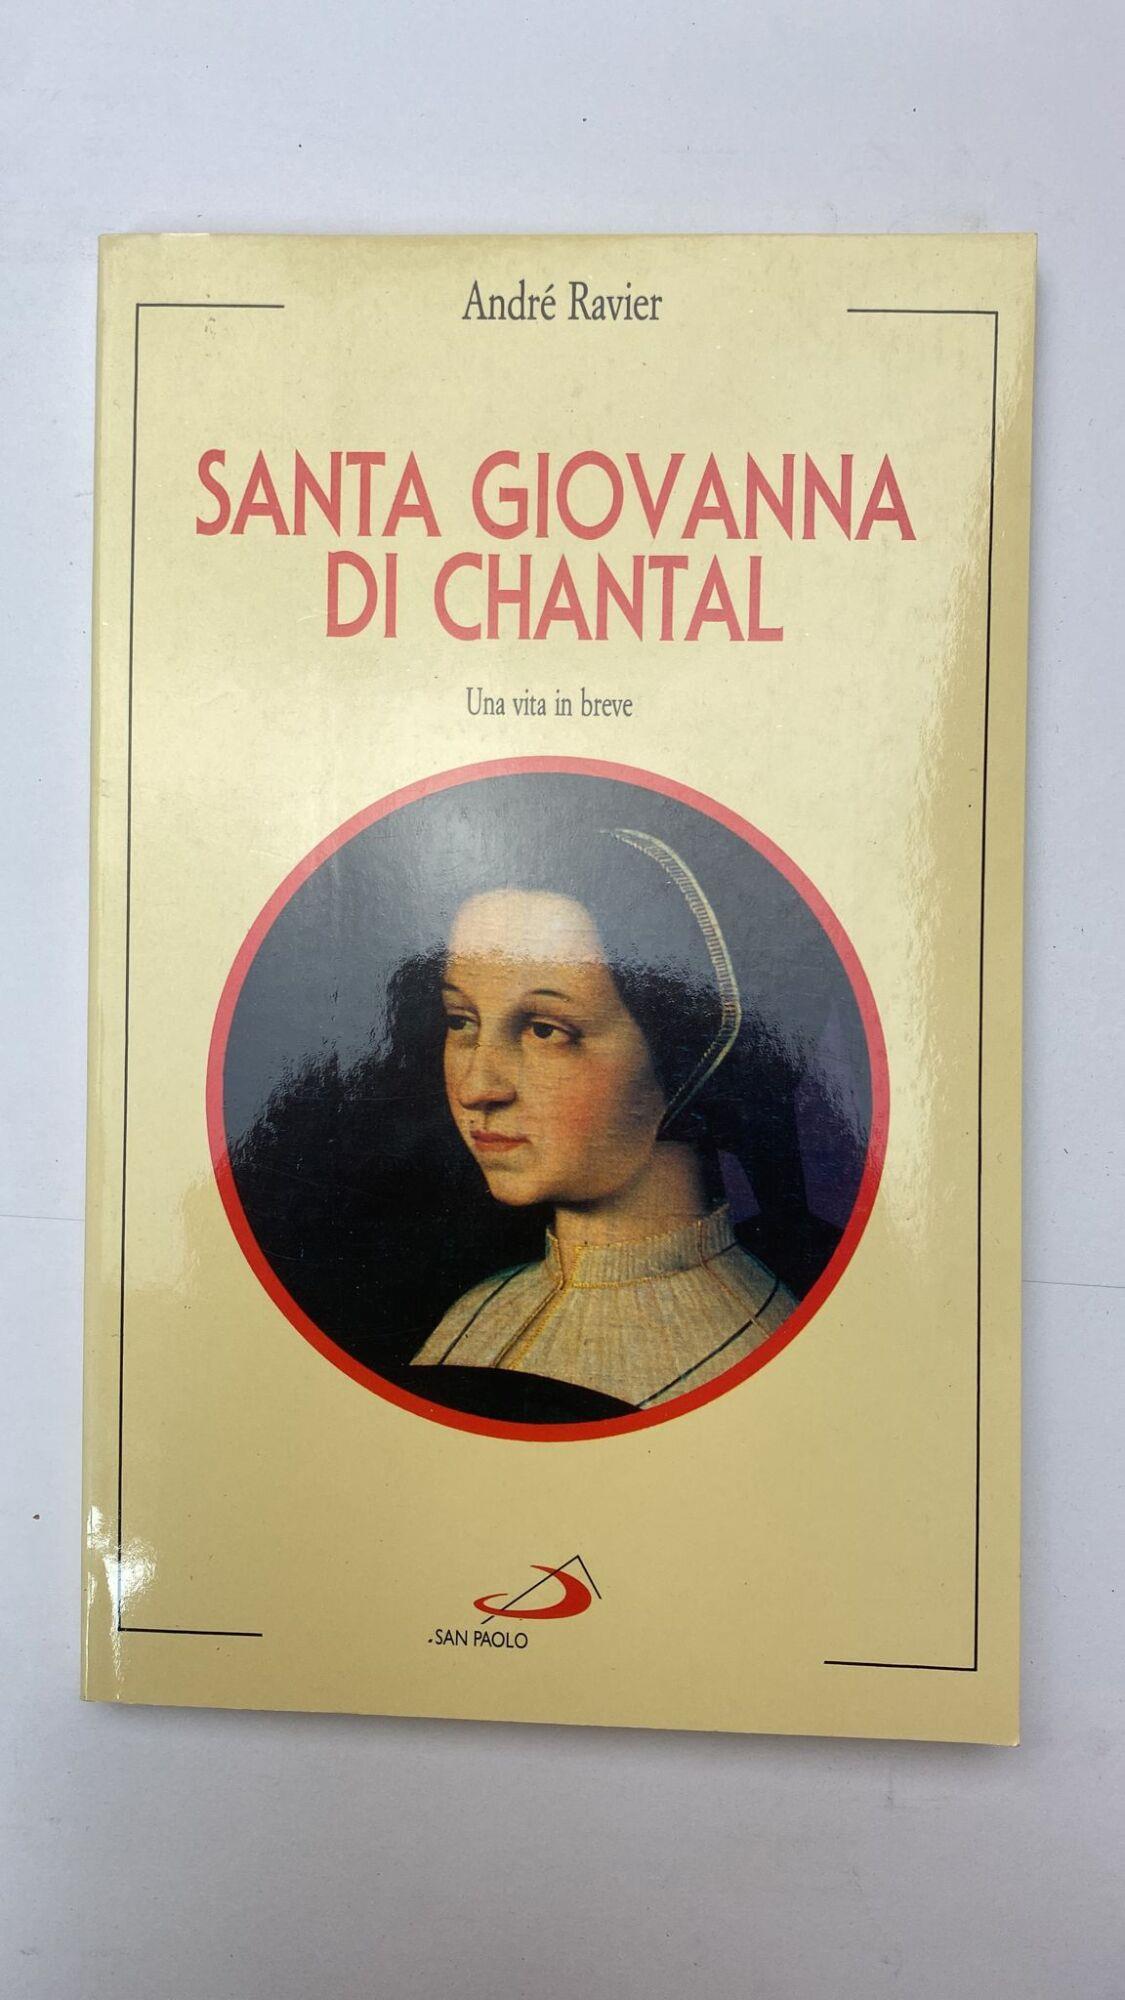 André Ravier
SANTA GIOVANNA
DI CHANTAL
Una vita in breve
SAN PAOLO